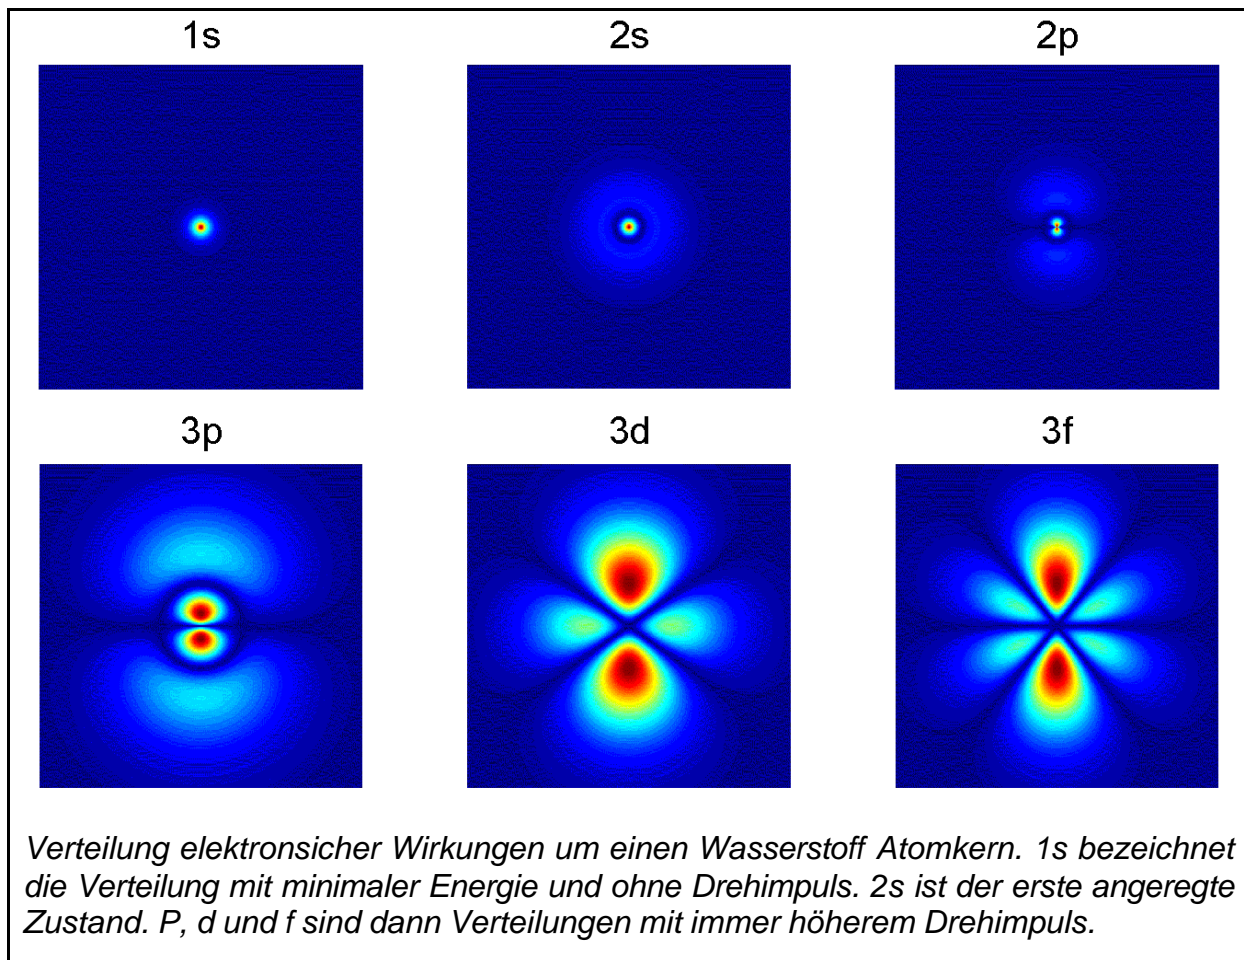 1s 2s 2p
3p 3d 3f
Verteilung elektronsicher Wirkungen um einen Wasserstoff Atomkern. 1s bezeichnet
die Verteilung mit minimaler Energie und ohne Drehimpuls. 2s ist der erste angeregte
Zustand. P, d und f sind dann Verteilungen mit immer höherem Drehimpuls.